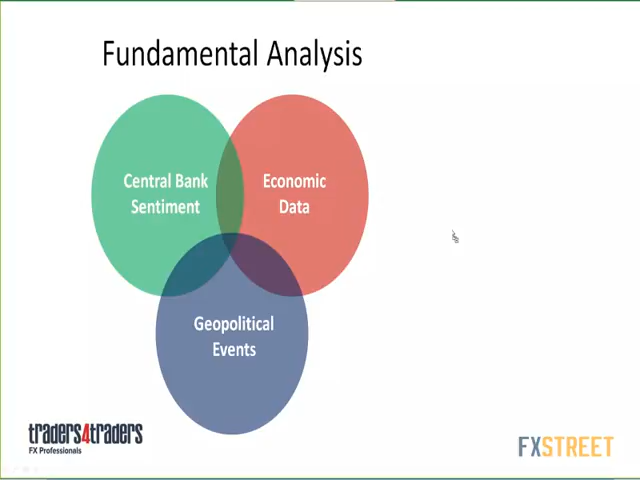 Fundamental Analysis
Central Bank
Sentiment
Economic
Data
Geopolitical
Events
traders4traders
FX Professionals
FXSTREET